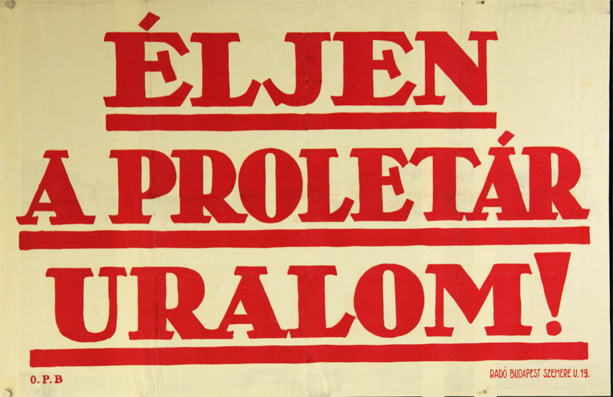 ÉLJEN
A PROLETÁR
URALOM!
O.P.B
RADÓ BUDAPEST SZEMERE U. 19.